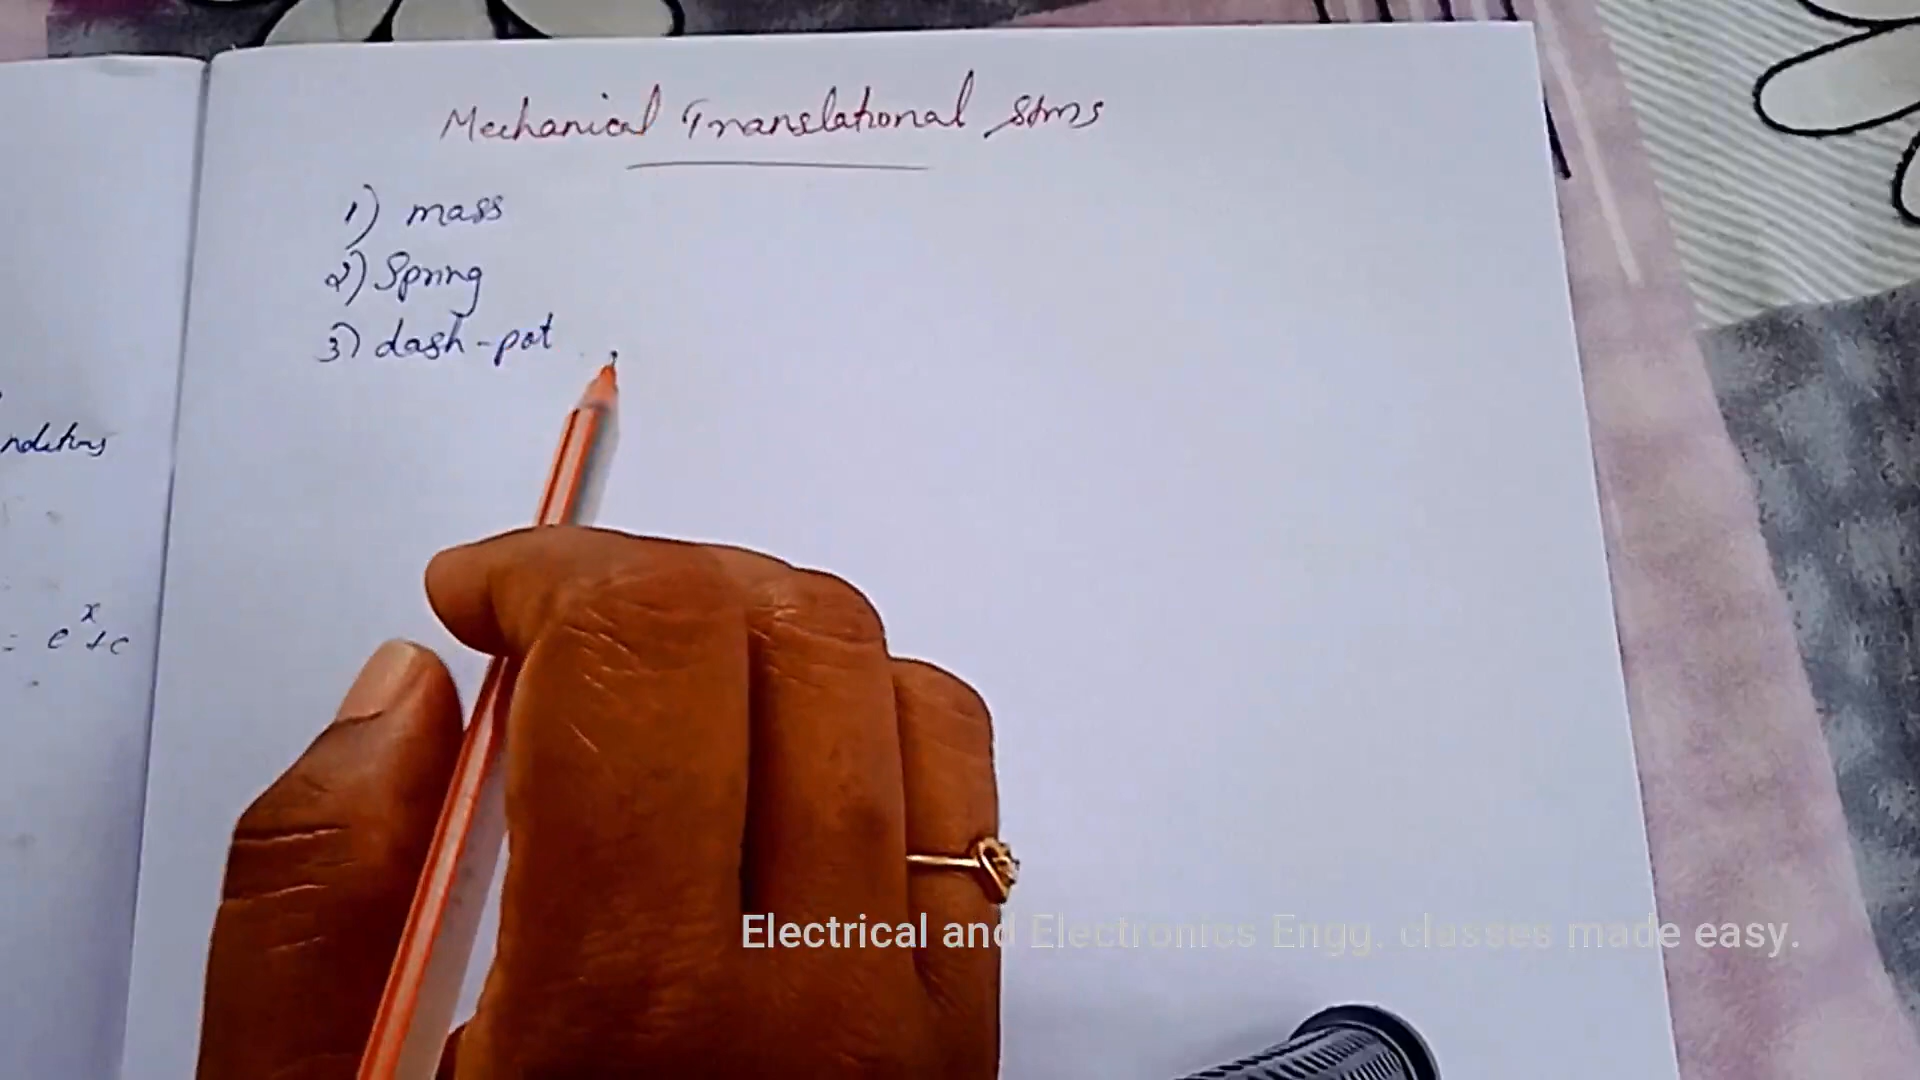 Mechanical Translational Stms
1) mass
2) Spring
3) dash-pot
= e^x + c
Electrical and Electronics Engg. classes made easy.